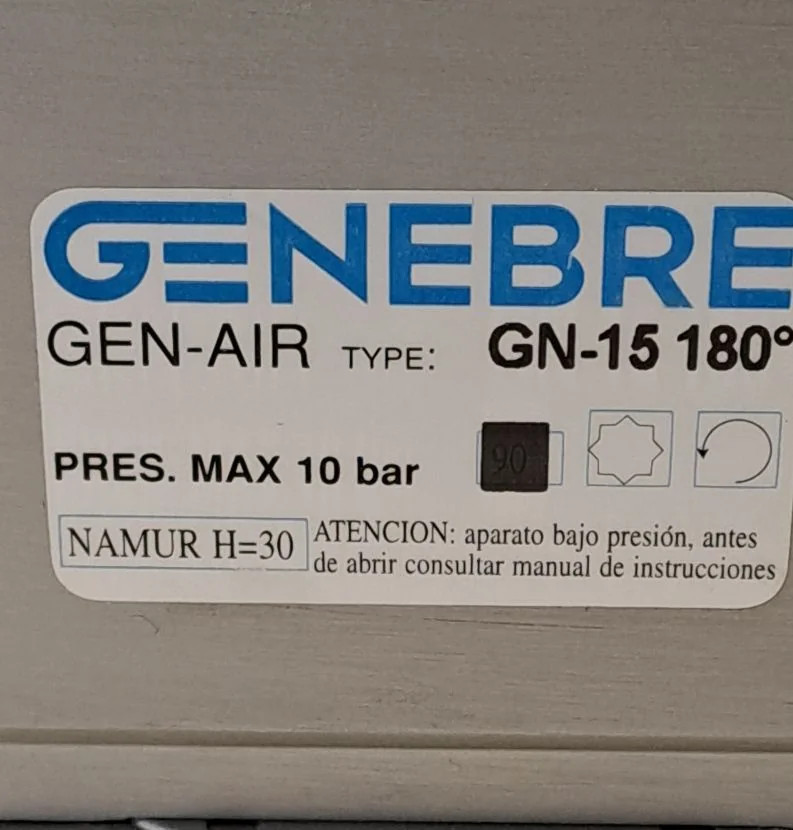 GENEBRE
GEN-AIR TYPE: GN-15 180°
PRES. MAX 10 bar 90
NAMUR H=30
ATENCION: aparato bajo presión, antes
de abrir consultar manual de instrucciones